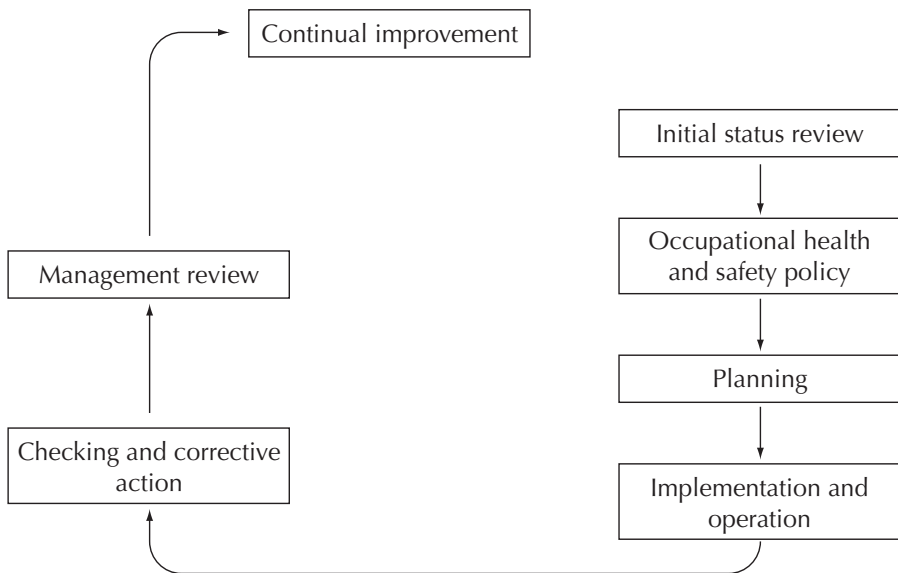 Continual improvement
Initial status review
Occupational health
and safety policy
Management review
Planning
Checking and corrective
action
Implementation and
operation